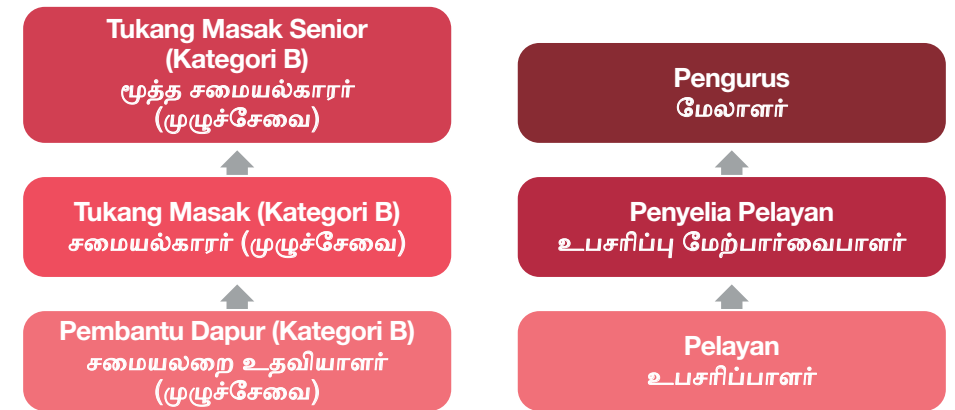 Tukang Masak Senior
(Kategori B)
மூத்த சமையல்காரர்
(முழுச்சேவை)
Tukang Masak (Kategori B)
சமையல்காரர் (முழுச்சேவை)
Pembantu Dapur (Kategori B)
சமையலறை உதவியாளர்
(முழுச்சேவை)
Pengurus
மேலாளர்
Penyelia Pelayan
உபசரிப்பு மேற்பார்வைபாளர்
Pelayan
உபசரிப்பாளர்